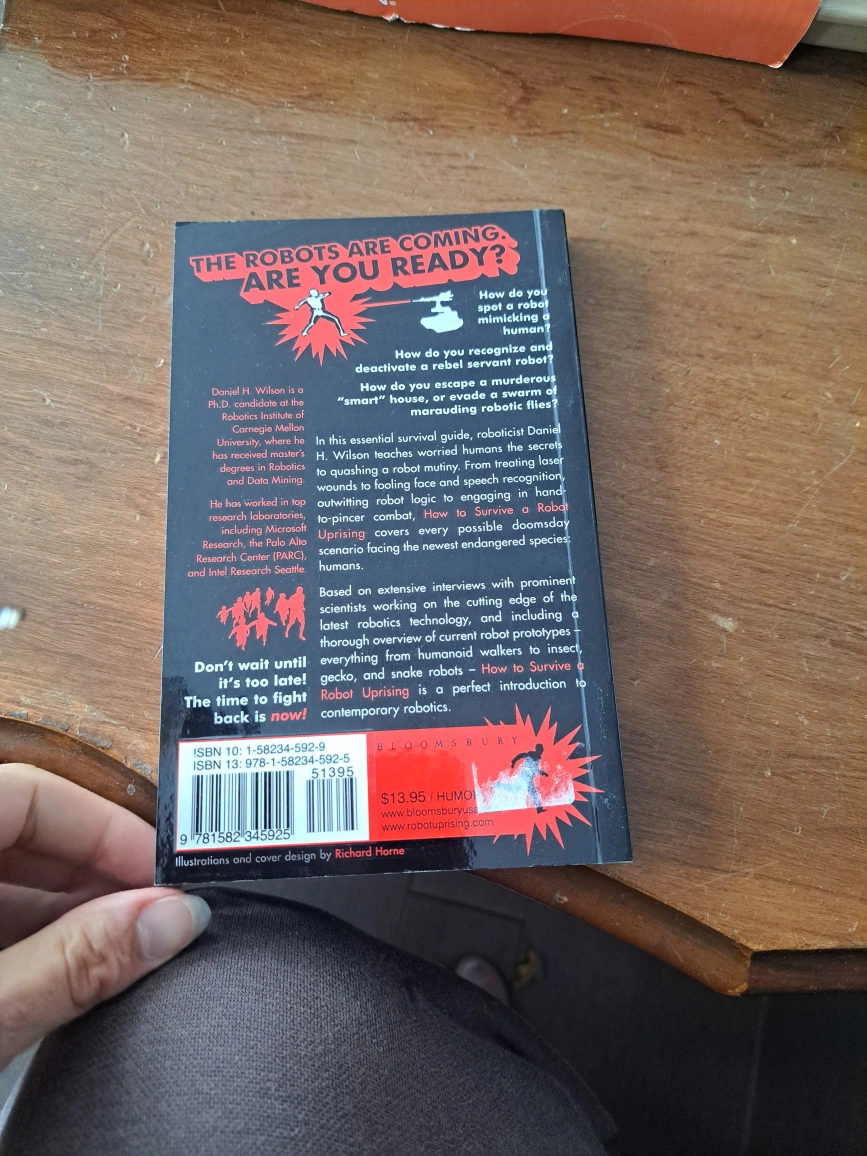 THE ROBOTS ARE COMING.
ARE YOU READY?
How do you
spot a robot
mimicking a
human?
How do you recognize and
deactivate a rebel servant robot?
How do you escape a murderous
“smart” house, or evade a swarm of
marauding robotic flies?
Daniel H. Wilson is a
Ph.D. candidate at the
Robotics Institute of
Carnegie Mellon
University, where he
has received master’s
degrees in Robotics
and Data Mining.
He has worked in top
research laboratories,
including Microsoft
Research, the Palo Alto
Research Center (PARC),
and Intel Research Seattle.
Don’t wait until
it’s too late!
The time to fight
back is now!
In this essential survival guide, roboticist Daniel
H. Wilson teaches worried humans the secrets
to quashing a robot mutiny. From treating laser
wounds to fooling face and speech recognition,
outwitting robot logic to engaging in hand-
to-pincer combat, How to Survive a Robot
Uprising covers every possible doomsday
scenario facing the newest endangered species:
humans.
Based on extensive interviews with prominent
scientists working on the cutting edge of the
latest robotics technology, and including a
thorough overview of current robot prototypes –
everything from humanoid walkers to insect,
gecko, and snake robots – How to Survive a
Robot Uprising is a perfect introduction to
contemporary robotics.
ISBN 10: 1-58234-592-9
ISBN 13: 978-1-58234-592-5
51395
9 781582 345925
BLOOMSBURY
$13.95 / HUMO
www.bloomsburyusa
www.robotuprising.com
Illustrations and cover design by Richard Horne